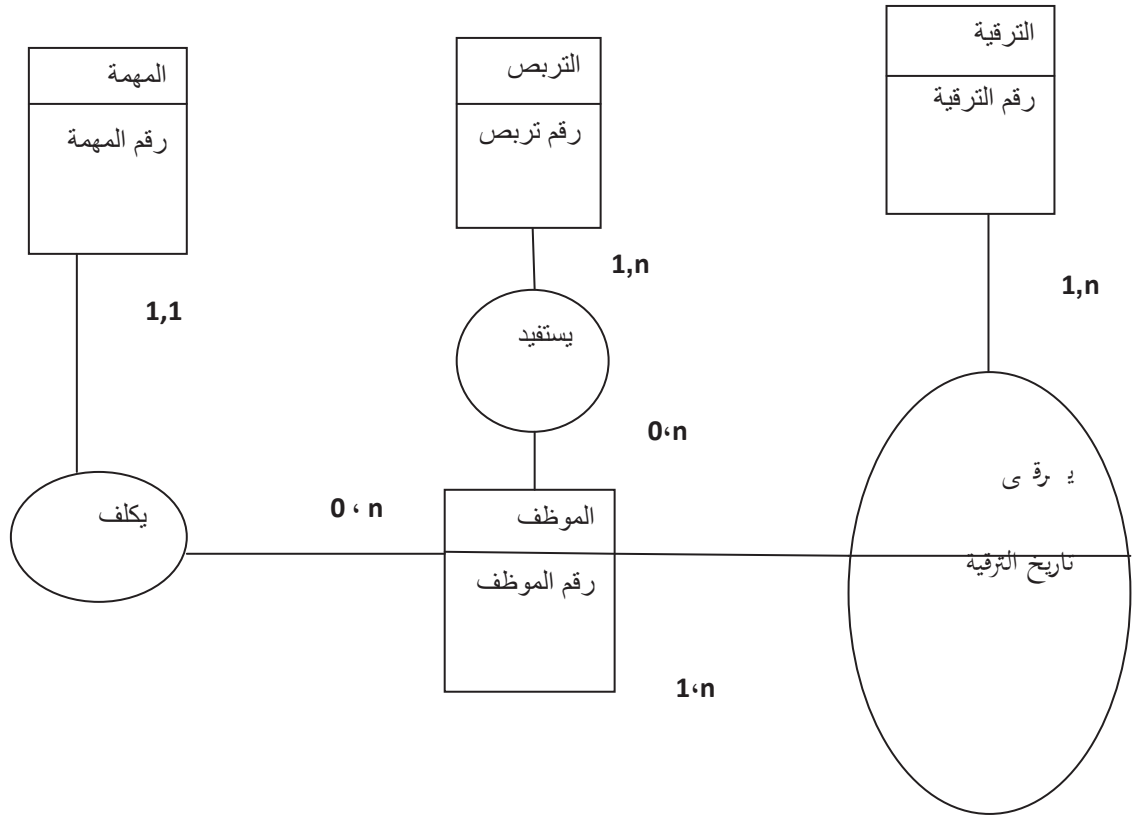 الترقية
رقم الترقية
التربص
رقم تربص
المهمة
رقم المهمة
1,n
1,n
1,1
يستفيد
0،n
يرقى
تاريخ الترقية
الموظف
رقم الموظف
0 ، n
يكلف
1،n